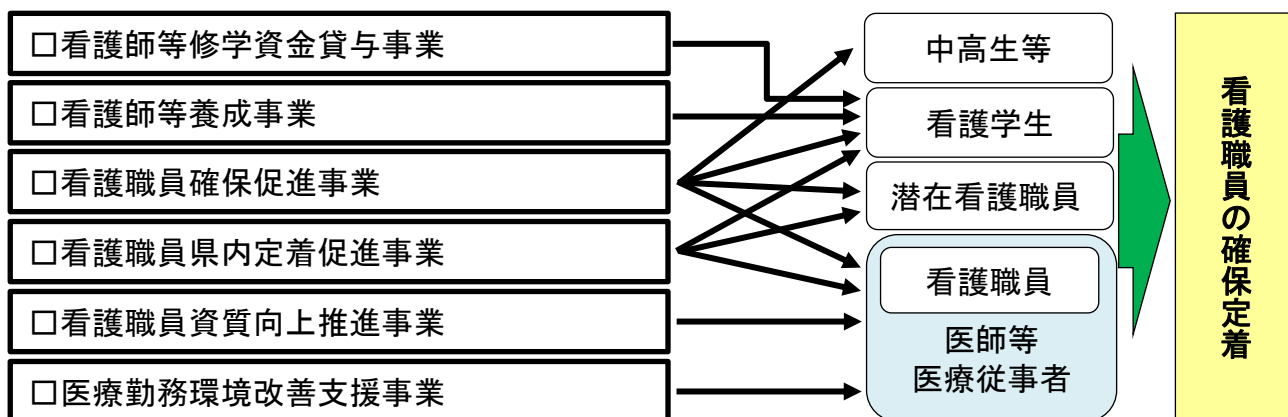 □看護師等修学資金貸与事業
□看護師等養成事業
□看護職員確保促進事業
□看護職員県内定着促進事業
□看護職員資質向上推進事業
□医療勤務環境改善支援事業
中高生等
看護学生
潜在看護職員
看護職員
医師等
医療従事者
看護職員の確保定着